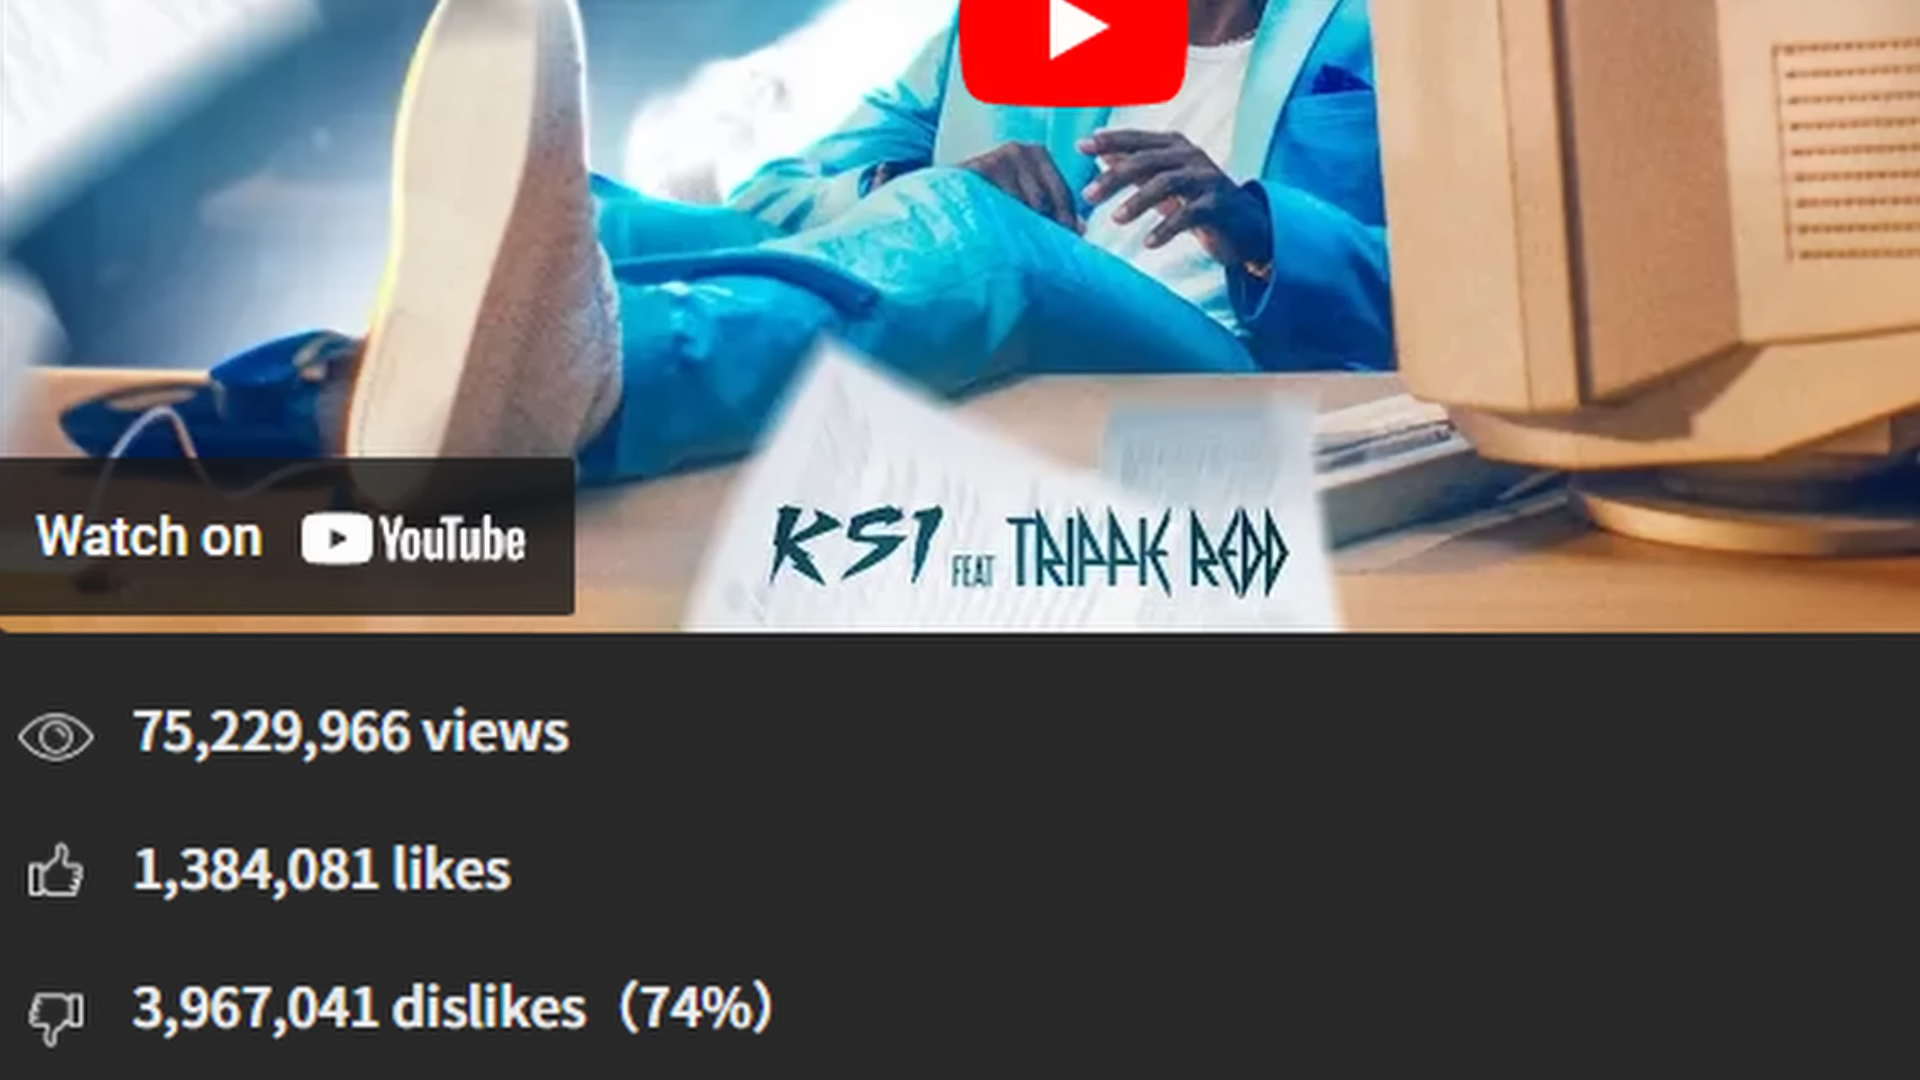 Watch on YouTube
KSI FEAT TRIPPIE REDD
75,229,966 views
1,384,081 likes
3,967,041 dislikes (74%)